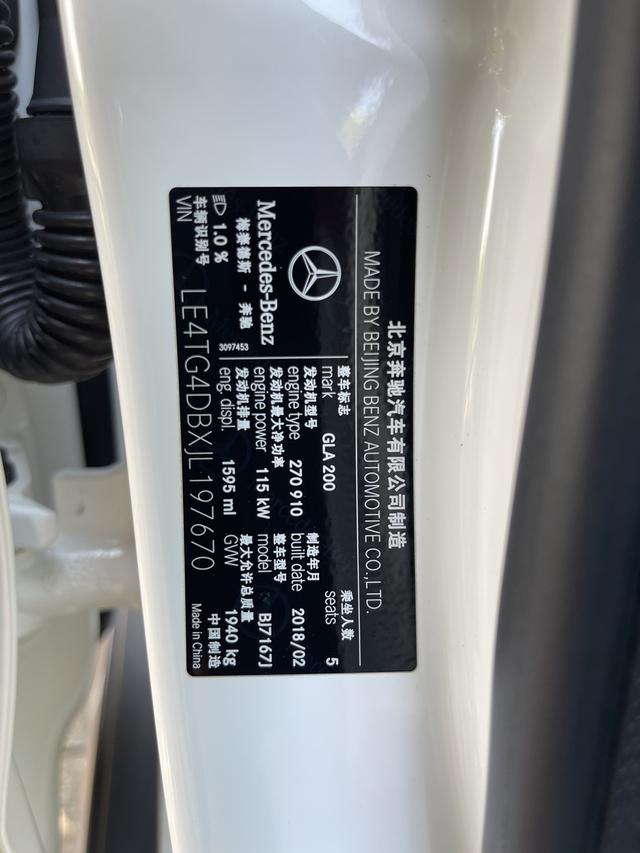 北京奔驰汽车有限公司制造
MADE BY BEIJING BENZ AUTOMOTIVE CO.,LTD.
Mercedes-Benz
梅赛德斯 - 奔驰
1.0 %
3097453
整车标志
mark GLA 200
乘坐人数
seats 5
发动机型号
engine type 270 910
制造年月
built date 2018/02
发动机最大净功率
engine power 115 kW
整车型号
model BJ7167J
发动机排量
eng. displ. 1595 ml
最大允许总质量
GVW 1940 kg
车辆识别号
VIN LE4TG4DBXJL197670
中国制造
Made in China